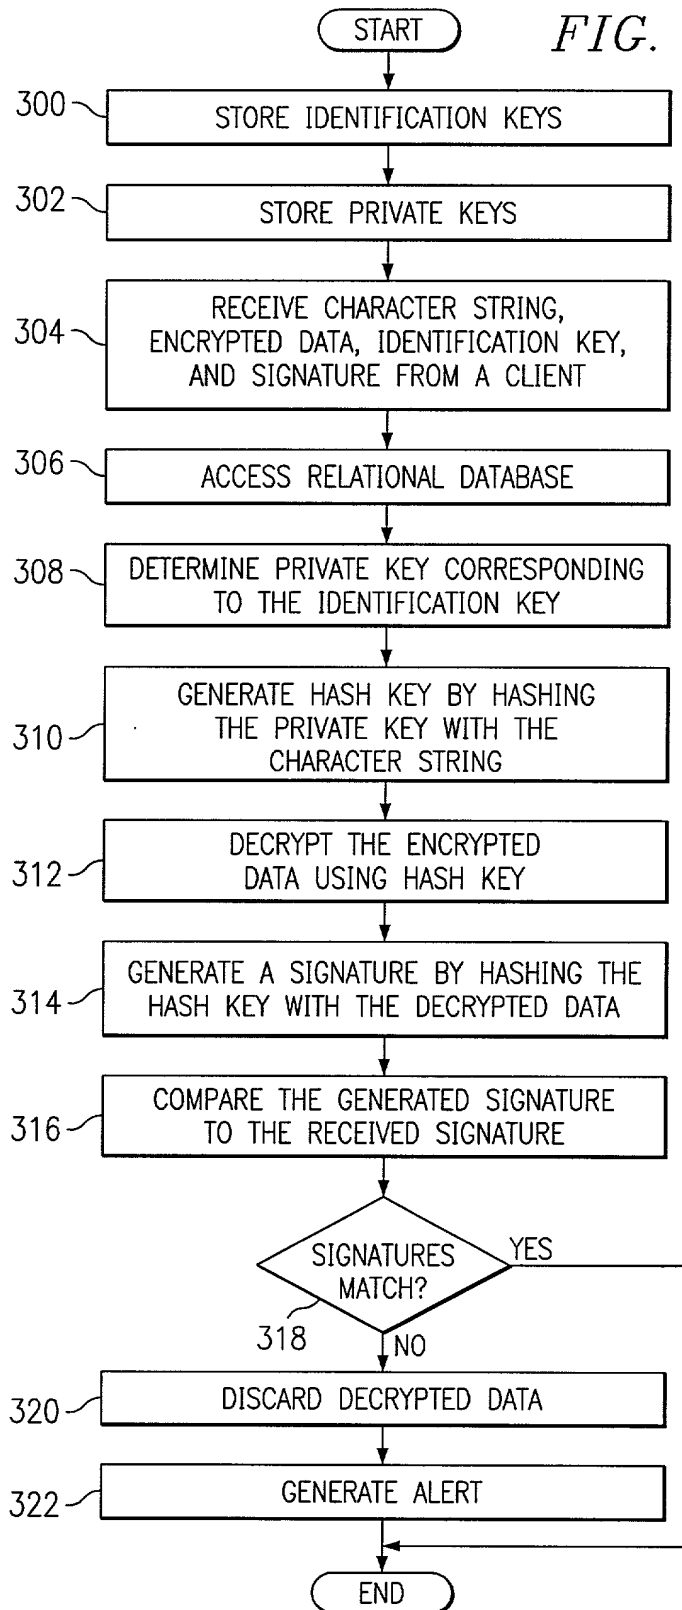 START
FIG.
300
STORE IDENTIFICATION KEYS
302
STORE PRIVATE KEYS
304
RECEIVE CHARACTER STRING,
ENCRYPTED DATA, IDENTIFICATION KEY,
AND SIGNATURE FROM A CLIENT
306
ACCESS RELATIONAL DATABASE
308
DETERMINE PRIVATE KEY CORRESPONDING
TO THE IDENTIFICATION KEY
310
GENERATE HASH KEY BY HASHING
THE PRIVATE KEY WITH THE
CHARACTER STRING
312
DECRYPT THE ENCRYPTED
DATA USING HASH KEY
314
GENERATE A SIGNATURE BY HASHING THE
HASH KEY WITH THE DECRYPTED DATA
316
COMPARE THE GENERATED SIGNATURE
TO THE RECEIVED SIGNATURE
SIGNATURES
MATCH?
YES
318
NO
320
DISCARD DECRYPTED DATA
322
GENERATE ALERT
END